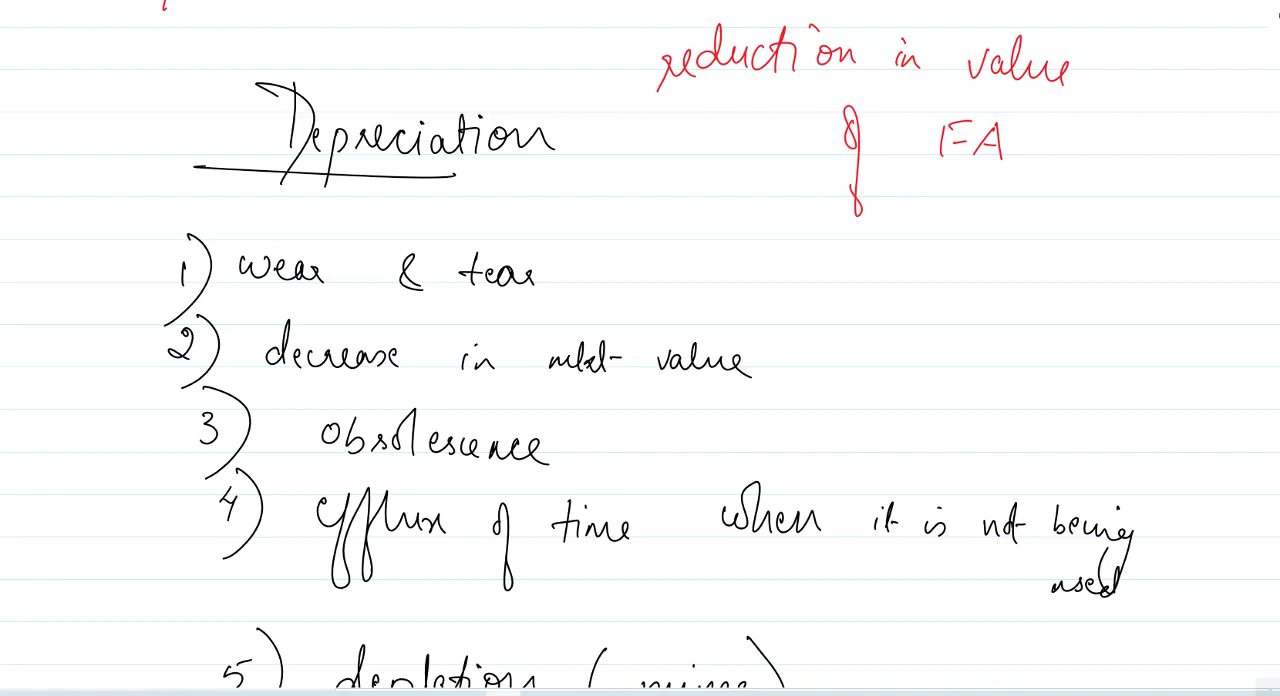 reduction in value
of FA
Depreciation
1) wear & tear
2) decrease in mkt value
3) obsolescence
4) efflux of time when it is not being
used
5) depletion (mine)